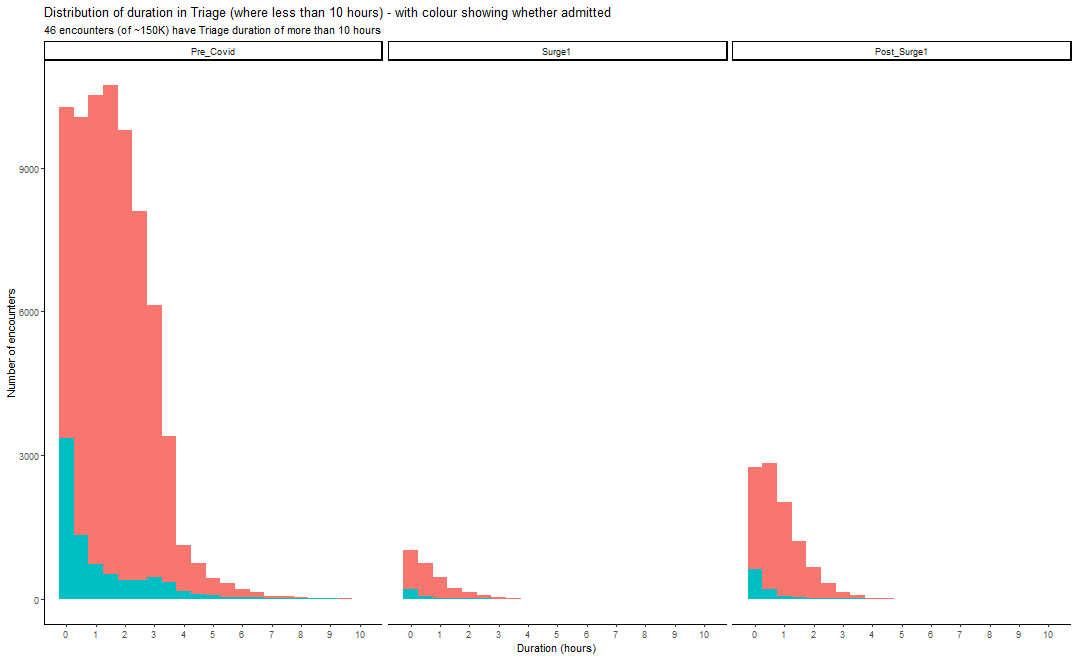 Distribution of duration in Triage (where less than 10 hours) - with colour showing whether admitted
46 encounters (of ~150K) have Triage duration of more than 10 hours
Pre_Covid
Surge1
Post_Surge1
Number of encounters
9000
6000
3000
0
0 1 2 3 4 5 6 7 8 9 10
0 1 2 3 4 5 6 7 8 9 10
0 1 2 3 4 5 6 7 8 9 10
Duration (hours)